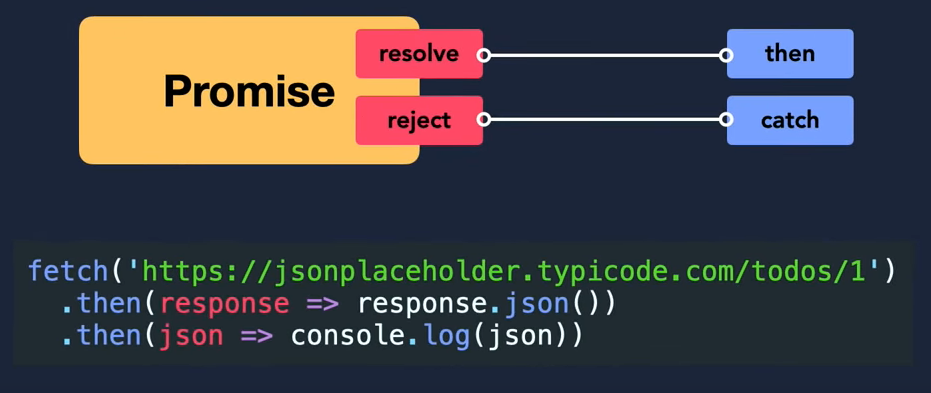 Promise
resolve
then
reject
catch
fetch('https://jsonplaceholder.typicode.com/todos/1')
  .then(response => response.json())
  .then(json => console.log(json))